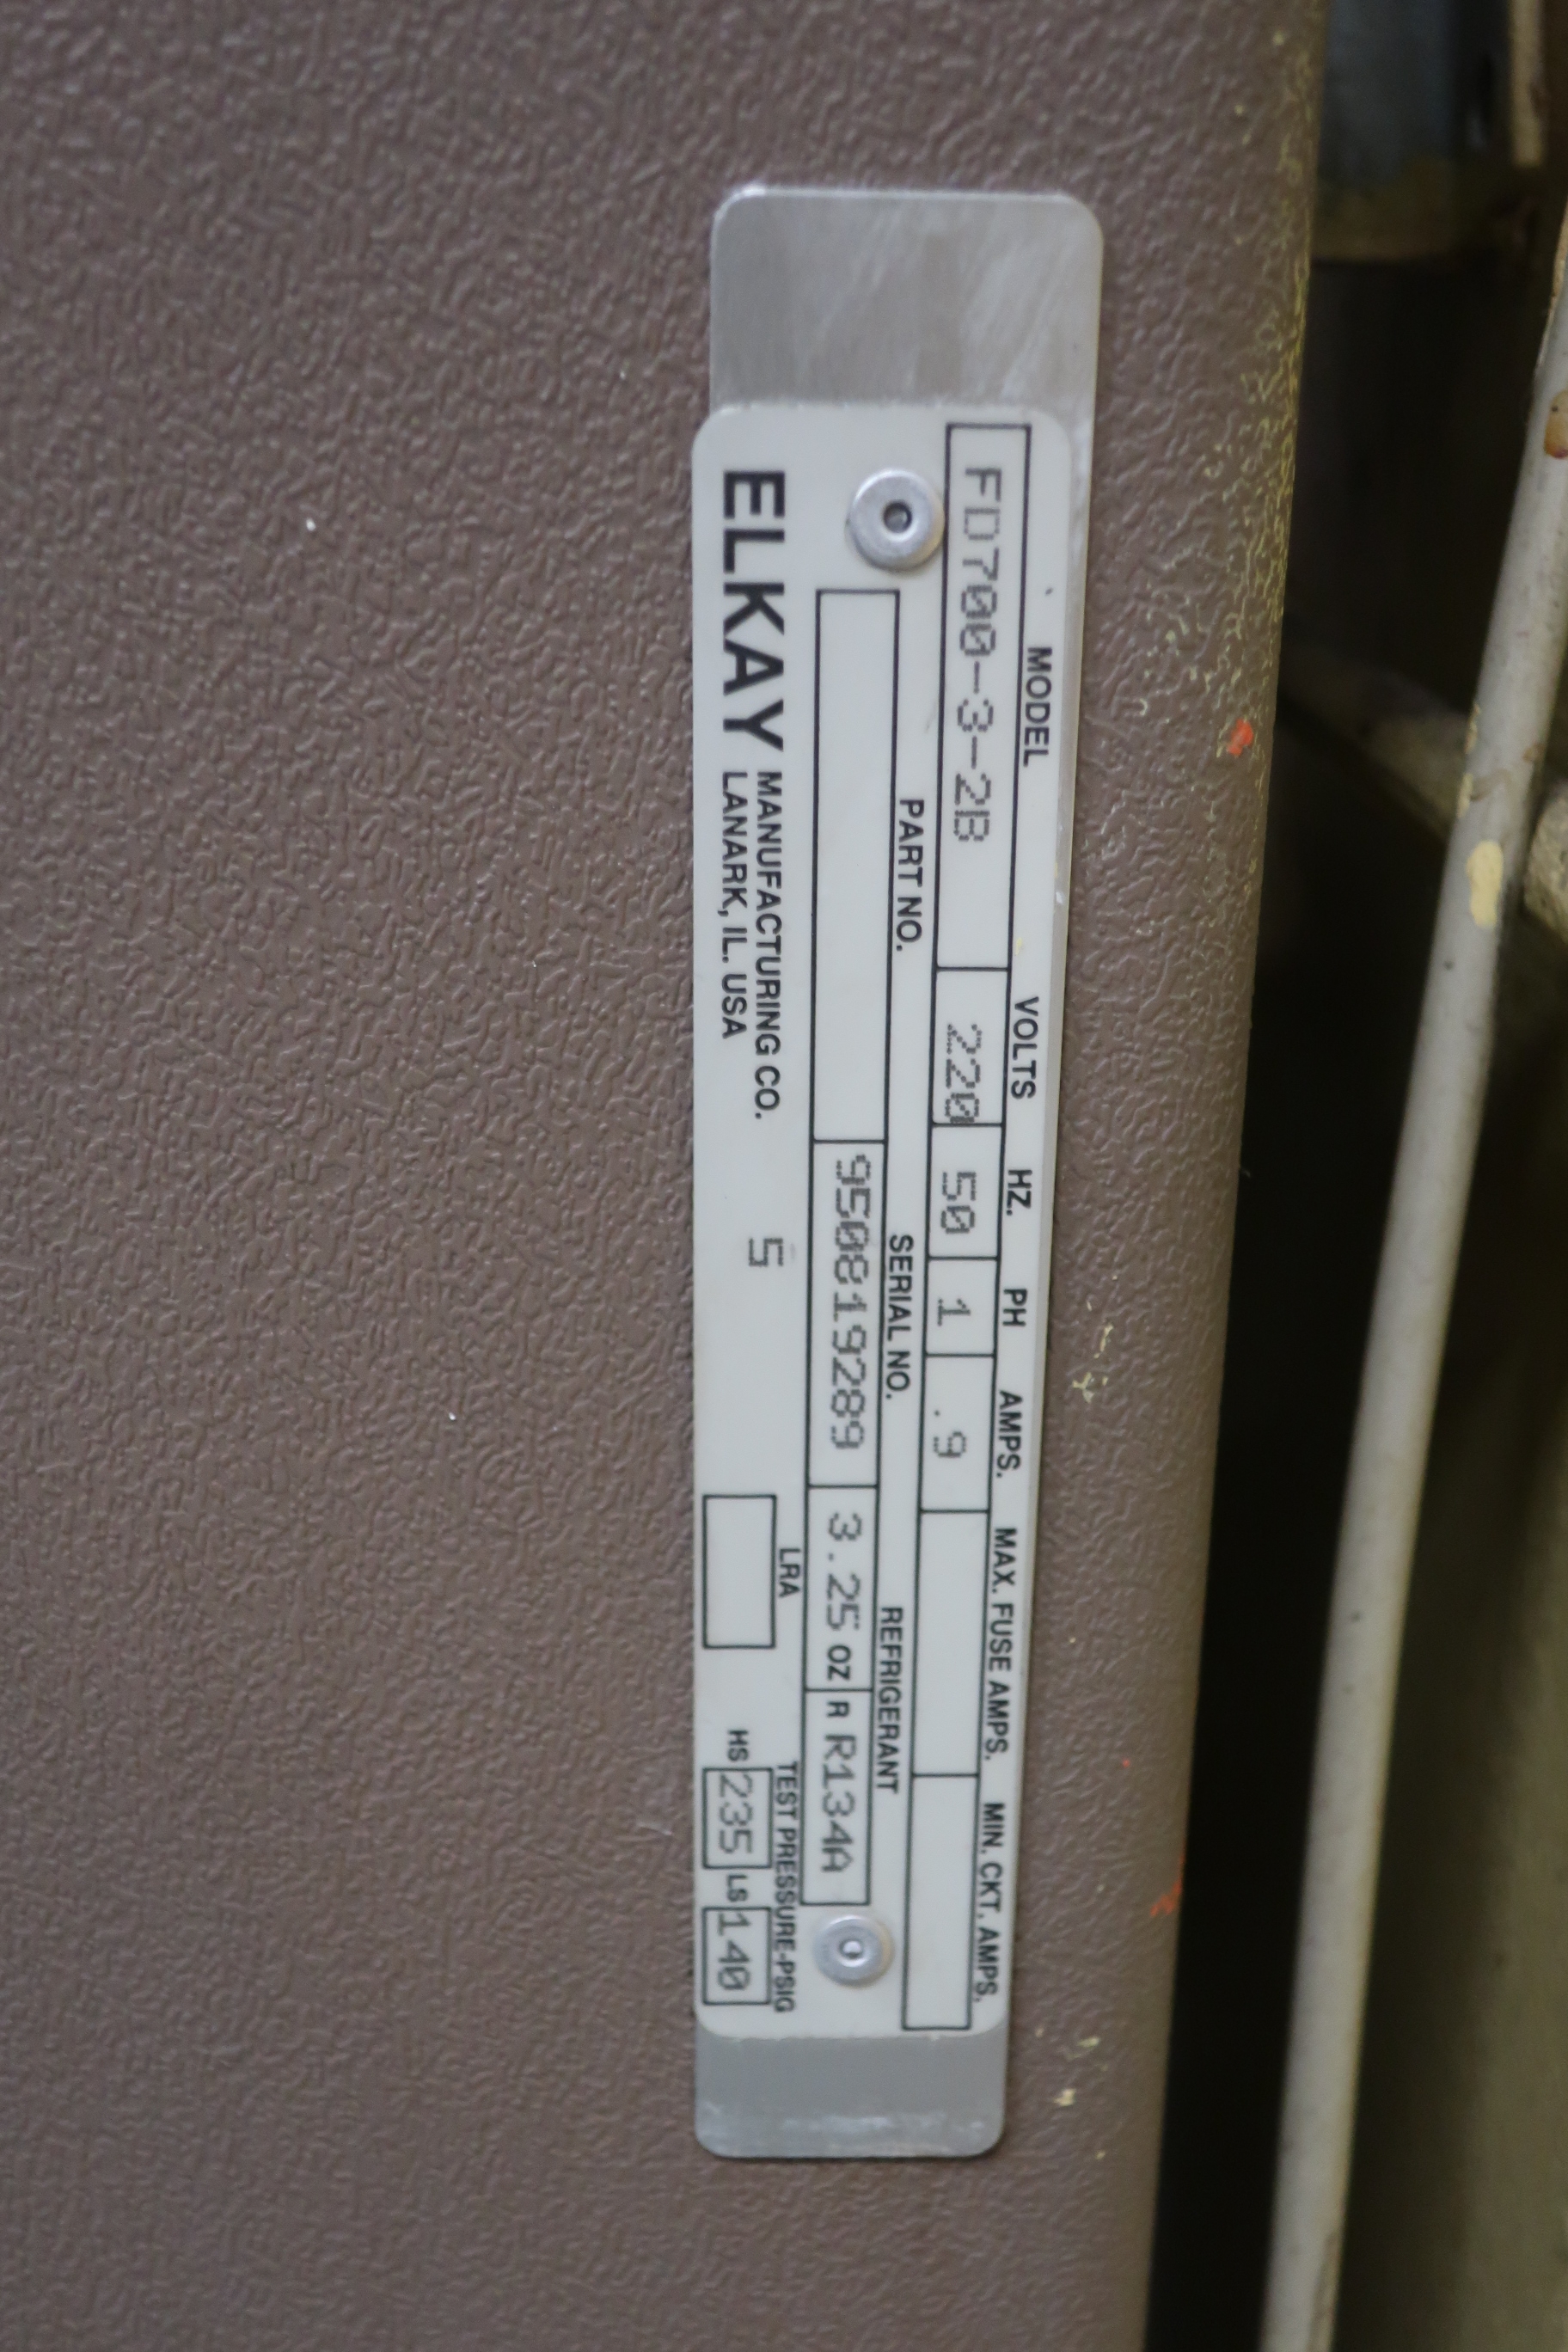 MODEL VOLTS HZ. PH AMPS. MAX. FUSE AMPS. MIN. CKT. AMPS.
FD700-3-2B 220 50 1 .9
PART NO. SERIAL NO. REFRIGERANT
950819289 3.25 OZ R R134A
ELKAY MANUFACTURING CO.
LANARK, IL. USA
5
LRA TEST PRESSURE-PSIG
HS 235 LS 140